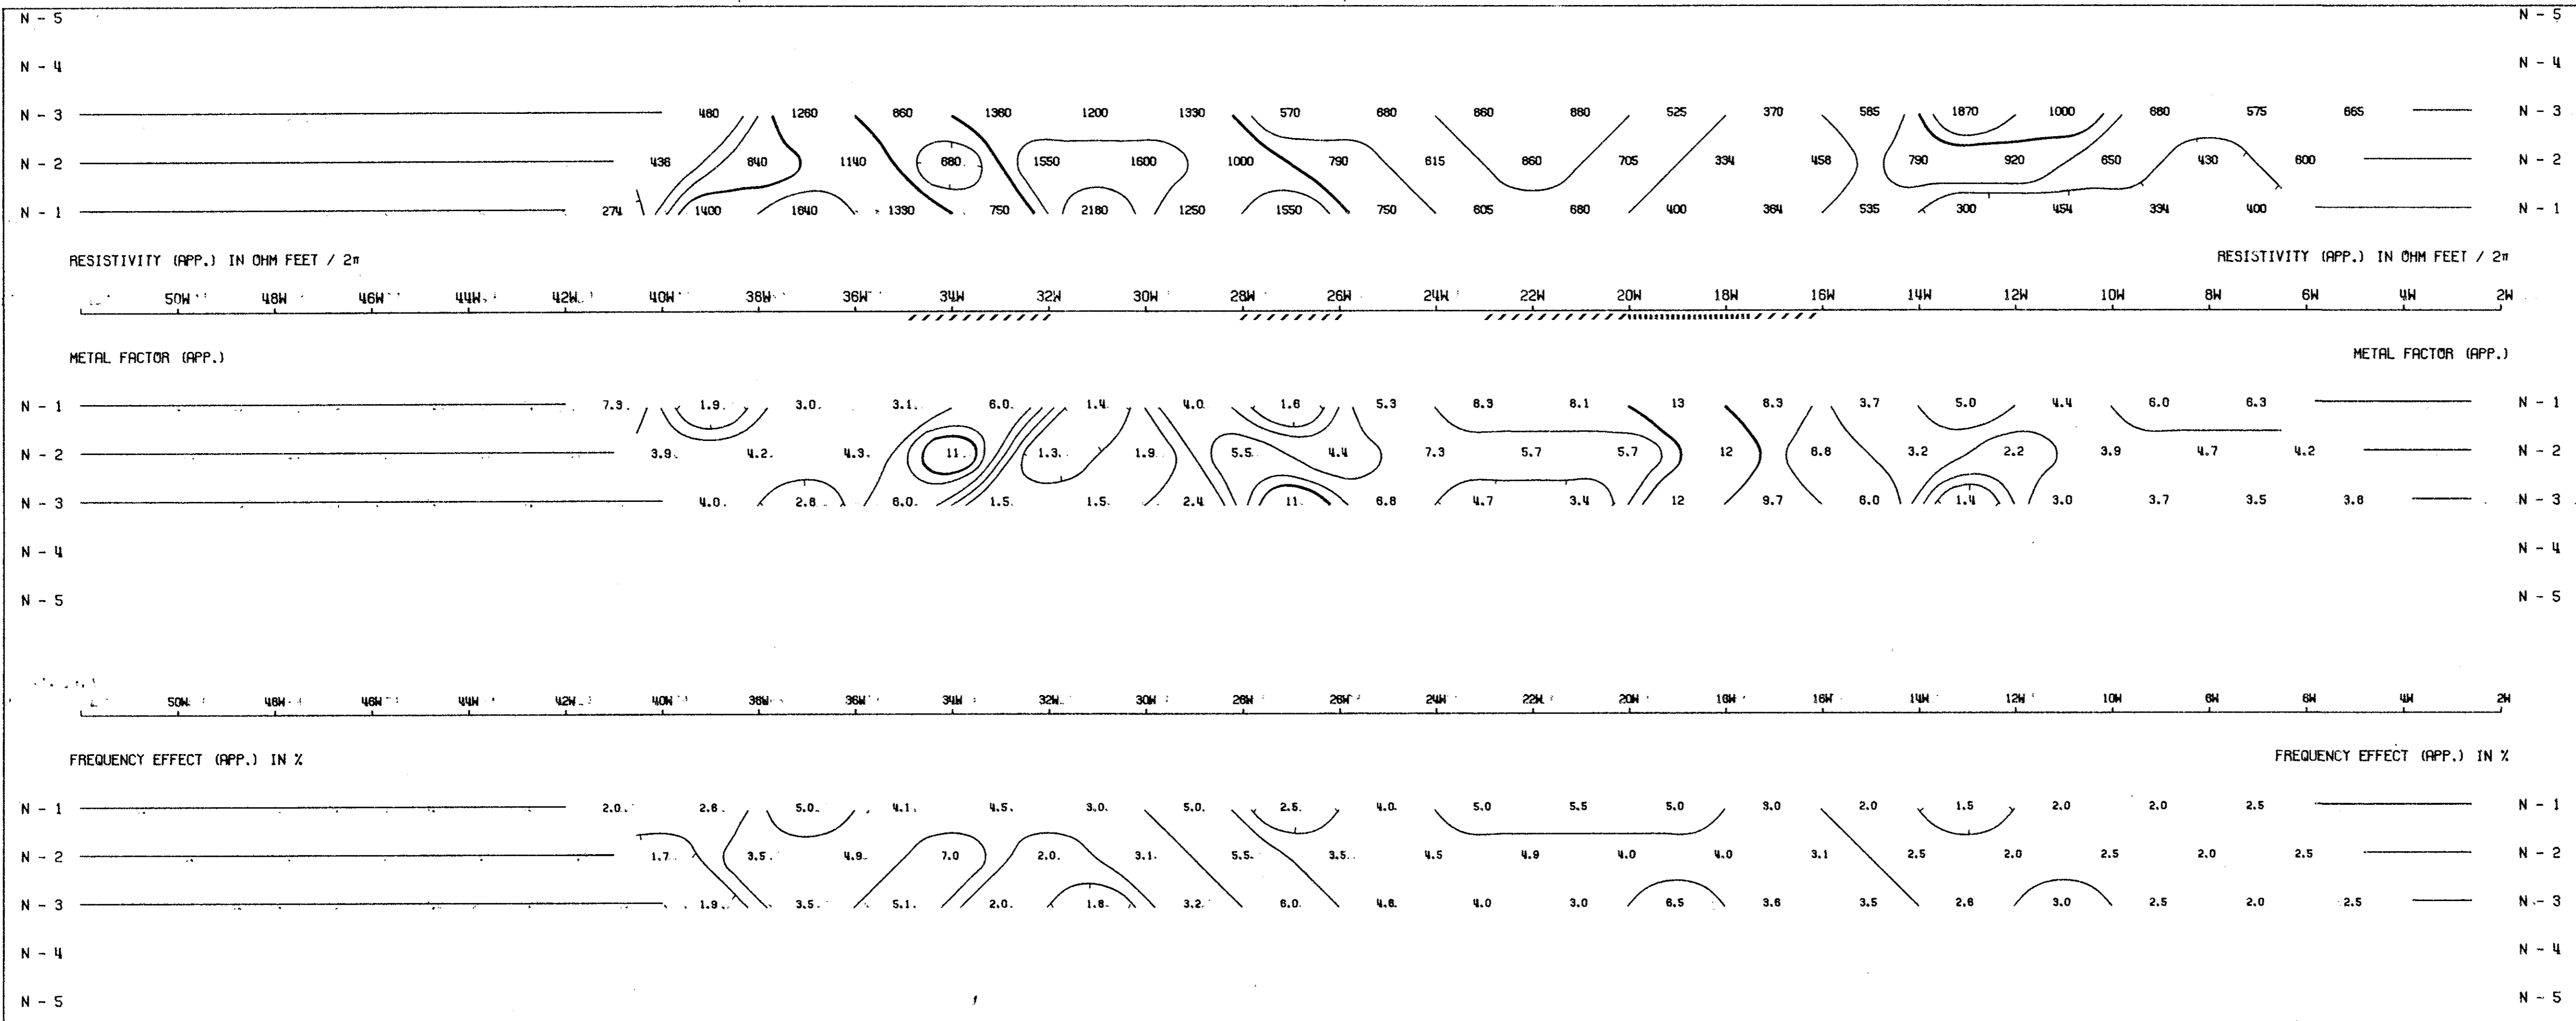 N - 5 N - 5
N - 4 N - 4
N - 3 480 1260 860 1360 1200 1330 570 680 860 880 525 370 585 1870 1000 680 575 665 N - 3
N - 2 436 840 1140 680 1550 1600 1000 790 615 860 705 334 458 790 920 650 430 600 N - 2
N - 1 274 1400 1640 1330 750 2180 1250 1550 750 605 680 400 364 535 300 454 334 400 N - 1
RESISTIVITY (APP.) IN OHM FEET / 2π RESISTIVITY (APP.) IN OHM FEET / 2π
50W 48W 46W 44W 42W 40W 38W 36W 34W 32W 30W 28W 26W 24W 22W 20W 18W 16W 14W 12W 10W 8W 6W 4W 2W
METAL FACTOR (APP.) METAL FACTOR (APP.)
N - 1 7.3 1.9 3.0 3.1 6.0 1.4 4.0 1.6 5.3 8.3 8.1 13 8.3 3.7 5.0 4.4 6.0 6.3 N - 1
N - 2 3.9 4.2 4.3 11 1.3 1.9 5.5 4.4 7.3 5.7 5.7 12 6.8 3.2 2.2 3.9 4.7 4.2 N - 2
N - 3 4.0 2.8 6.0 1.5 1.5 2.4 11 6.8 4.7 3.4 12 9.7 6.0 1.4 3.0 3.7 3.5 3.8 N - 3
N - 4 N - 4
N - 5 N - 5
50W 48W 46W 44W 42W 40W 38W 36W 34W 32W 30W 28W 26W 24W 22W 20W 18W 16W 14W 12W 10W 8W 6W 4W 2W
FREQUENCY EFFECT (APP.) IN % FREQUENCY EFFECT (APP.) IN %
N - 1 2.0 2.6 5.0 4.1 4.5 3.0 5.0 2.5 4.0 5.0 5.5 5.0 3.0 2.0 1.5 2.0 2.0 2.5 N - 1
N - 2 1.7 3.5 4.9 7.0 2.0 3.1 5.5 3.5 4.5 4.9 4.0 4.0 3.1 2.5 2.0 2.5 2.0 2.5 N - 2
N - 3 1.9 3.5 5.1 2.0 1.8 3.2 6.0 4.6 4.0 3.0 6.5 3.6 3.5 2.6 3.0 2.5 2.0 2.5 N - 3
N - 4 N - 4
N - 5 N - 5